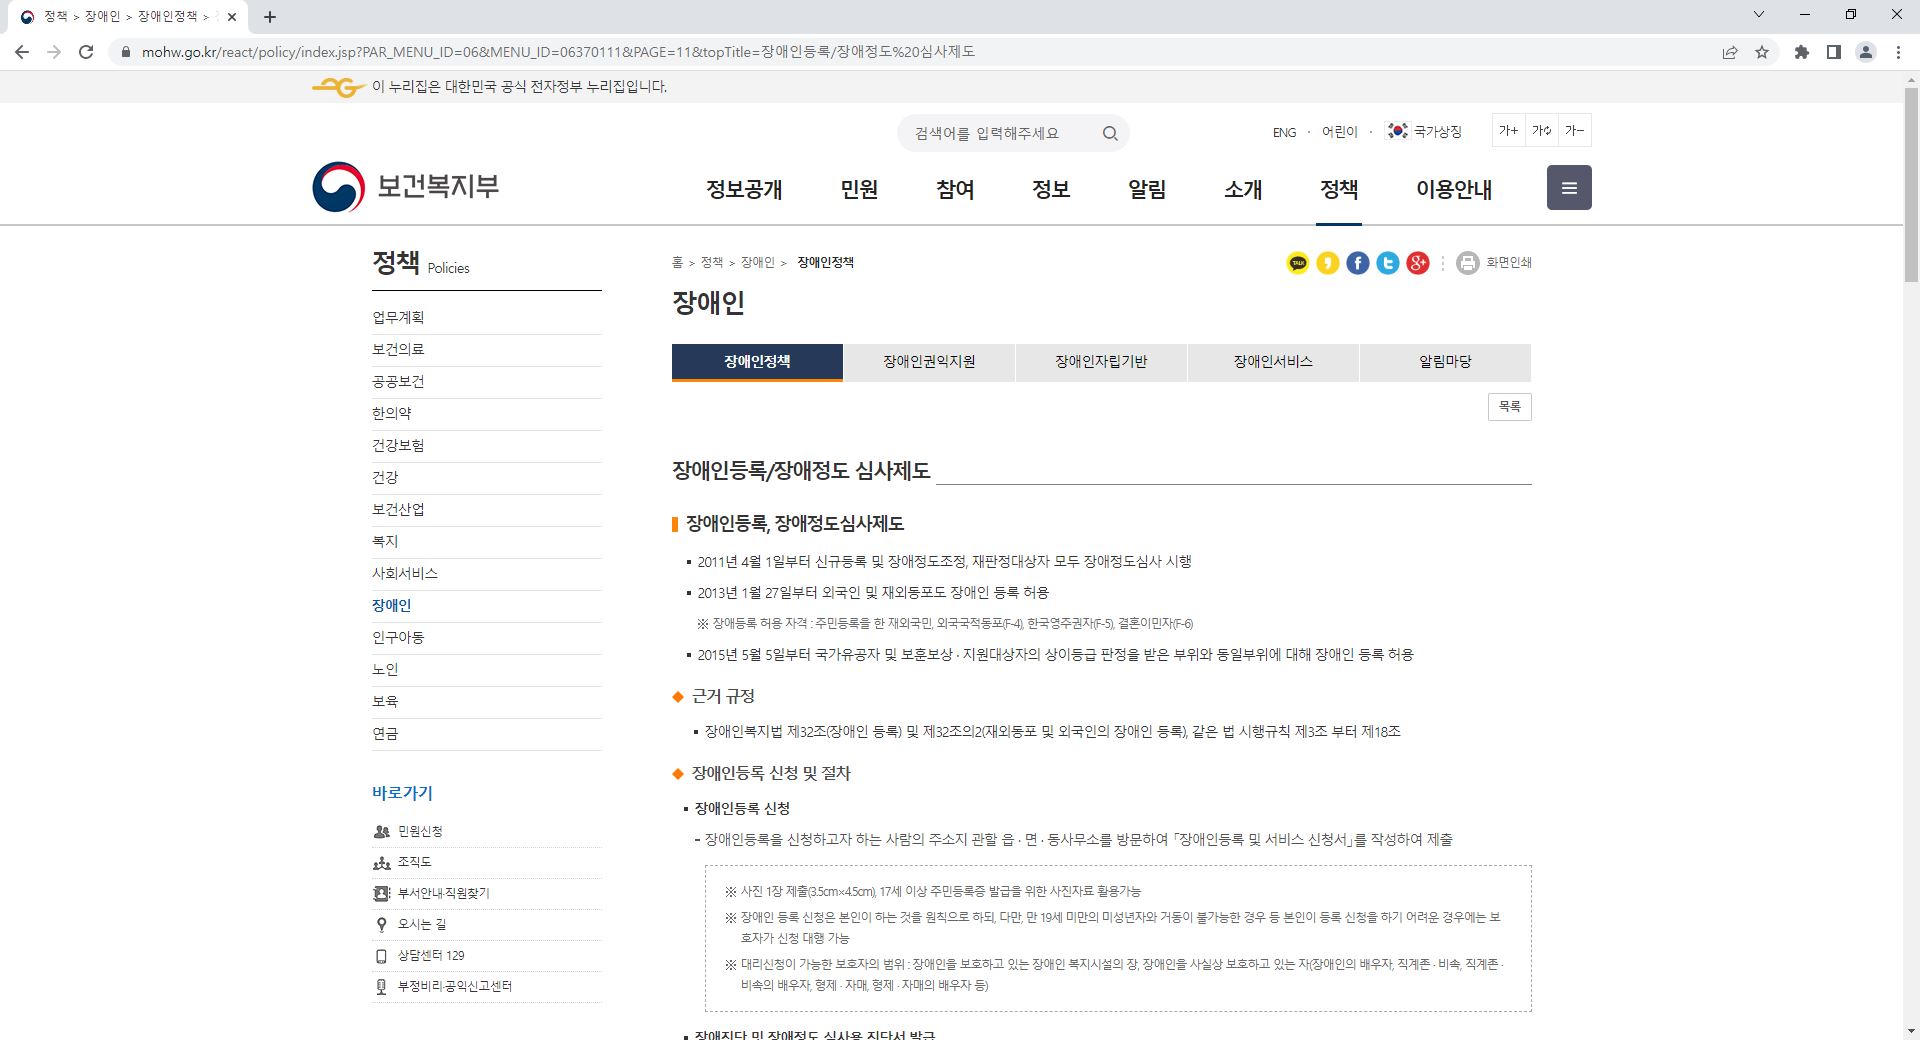 정책 > 장애인 > 장애인정책 >
mohw.go.kr/react/policy/index.jsp?PAR_MENU_ID=06&MENU_ID=06370111&PAGE=11&topTitle=장애인등록/장애정도%20심사제도
이 누리집은 대한민국 공식 전자정부 누리집입니다.
검색어를 입력해주세요
ENG · 어린이 · 국가상징
가+ 가 가-
보건복지부
정보공개 민원 참여 정보 알림 소개 정책 이용안내
정책 Policies
업무계획
보건의료
공공보건
한의약
건강보험
건강
보건산업
복지
사회서비스
장애인
인구아동
노인
보육
연금
바로가기
민원신청
조직도
부서안내·직원찾기
오시는 길
상담센터 129
부정비리·공익신고센터
홈 > 정책 > 장애인 > 장애인정책
TALK f g+ 화면인쇄
장애인
장애인정책 장애인권익지원 장애인자립기반 장애인서비스 알림마당
목록
장애인등록/장애정도 심사제도
장애인등록, 장애정도심사제도
▪ 2011년 4월 1일부터 신규등록 및 장애정도조정, 재판정대상자 모두 장애정도심사 시행
▪ 2013년 1월 27일부터 외국인 및 재외동포도 장애인 등록 허용
※ 장애등록 허용 자격 : 주민등록을 한 재외국민, 외국국적동포(F-4), 한국영주권자(F-5), 결혼이민자(F-6)
▪ 2015년 5월 5일부터 국가유공자 및 보훈보상 · 지원대상자의 상이등급 판정을 받은 부위와 동일부위에 대해 장애인 등록 허용
◆ 근거 규정
▪ 장애인복지법 제32조(장애인 등록) 및 제32조의2(재외동포 및 외국인의 장애인 등록), 같은 법 시행규칙 제3조 부터 제18조
◆ 장애인등록 신청 및 절차
▪ 장애인등록 신청
- 장애인등록을 신청하고자 하는 사람의 주소지 관할 읍 · 면 · 동사무소를 방문하여 「장애인등록 및 서비스 신청서」를 작성하여 제출
※ 사진 1장 제출(3.5cm×4.5cm), 17세 이상 주민등록증 발급을 위한 사진자료 활용가능
※ 장애인 등록 신청은 본인이 하는 것을 원칙으로 하되, 다만, 만 19세 미만의 미성년자와 거동이 불가능한 경우 등 본인이 등록 신청을 하기 어려운 경우에는 보
호자가 신청 대행 가능
※ 대리신청이 가능한 보호자의 범위 : 장애인을 보호하고 있는 장애인 복지시설의 장, 장애인을 사실상 보호하고 있는 자(장애인의 배우자, 직계존 · 비속, 직계존 ·
비속의 배우자, 형제 · 자매, 형제 · 자매의 배우자 등)
▪ 장애진단 및 장애정도 심사용 진단서 발급